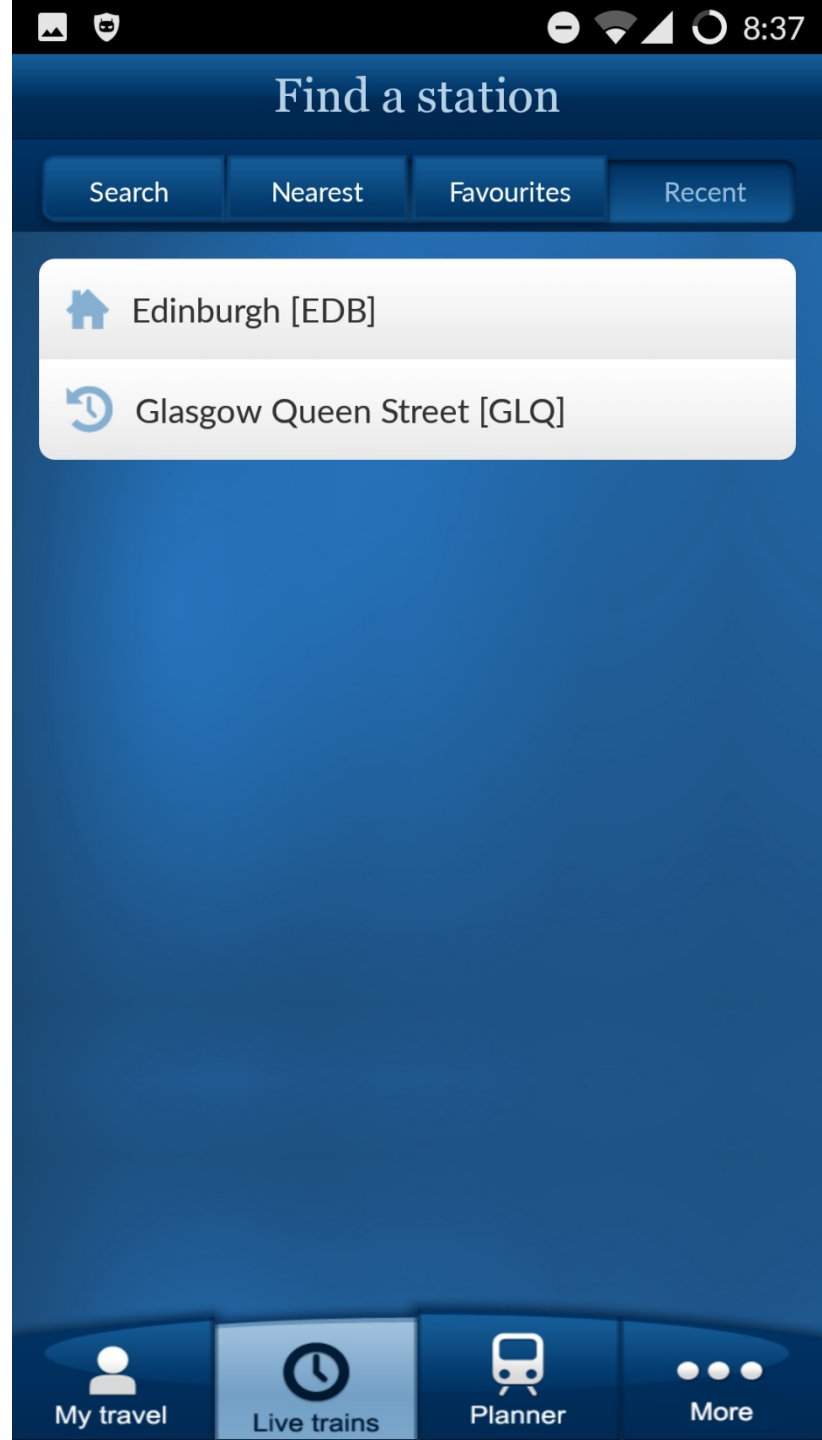 8:37
Find a station
Search Nearest Favourites Recent
Edinburgh [EDB]
Glasgow Queen Street [GLQ]
My travel Live trains Planner More